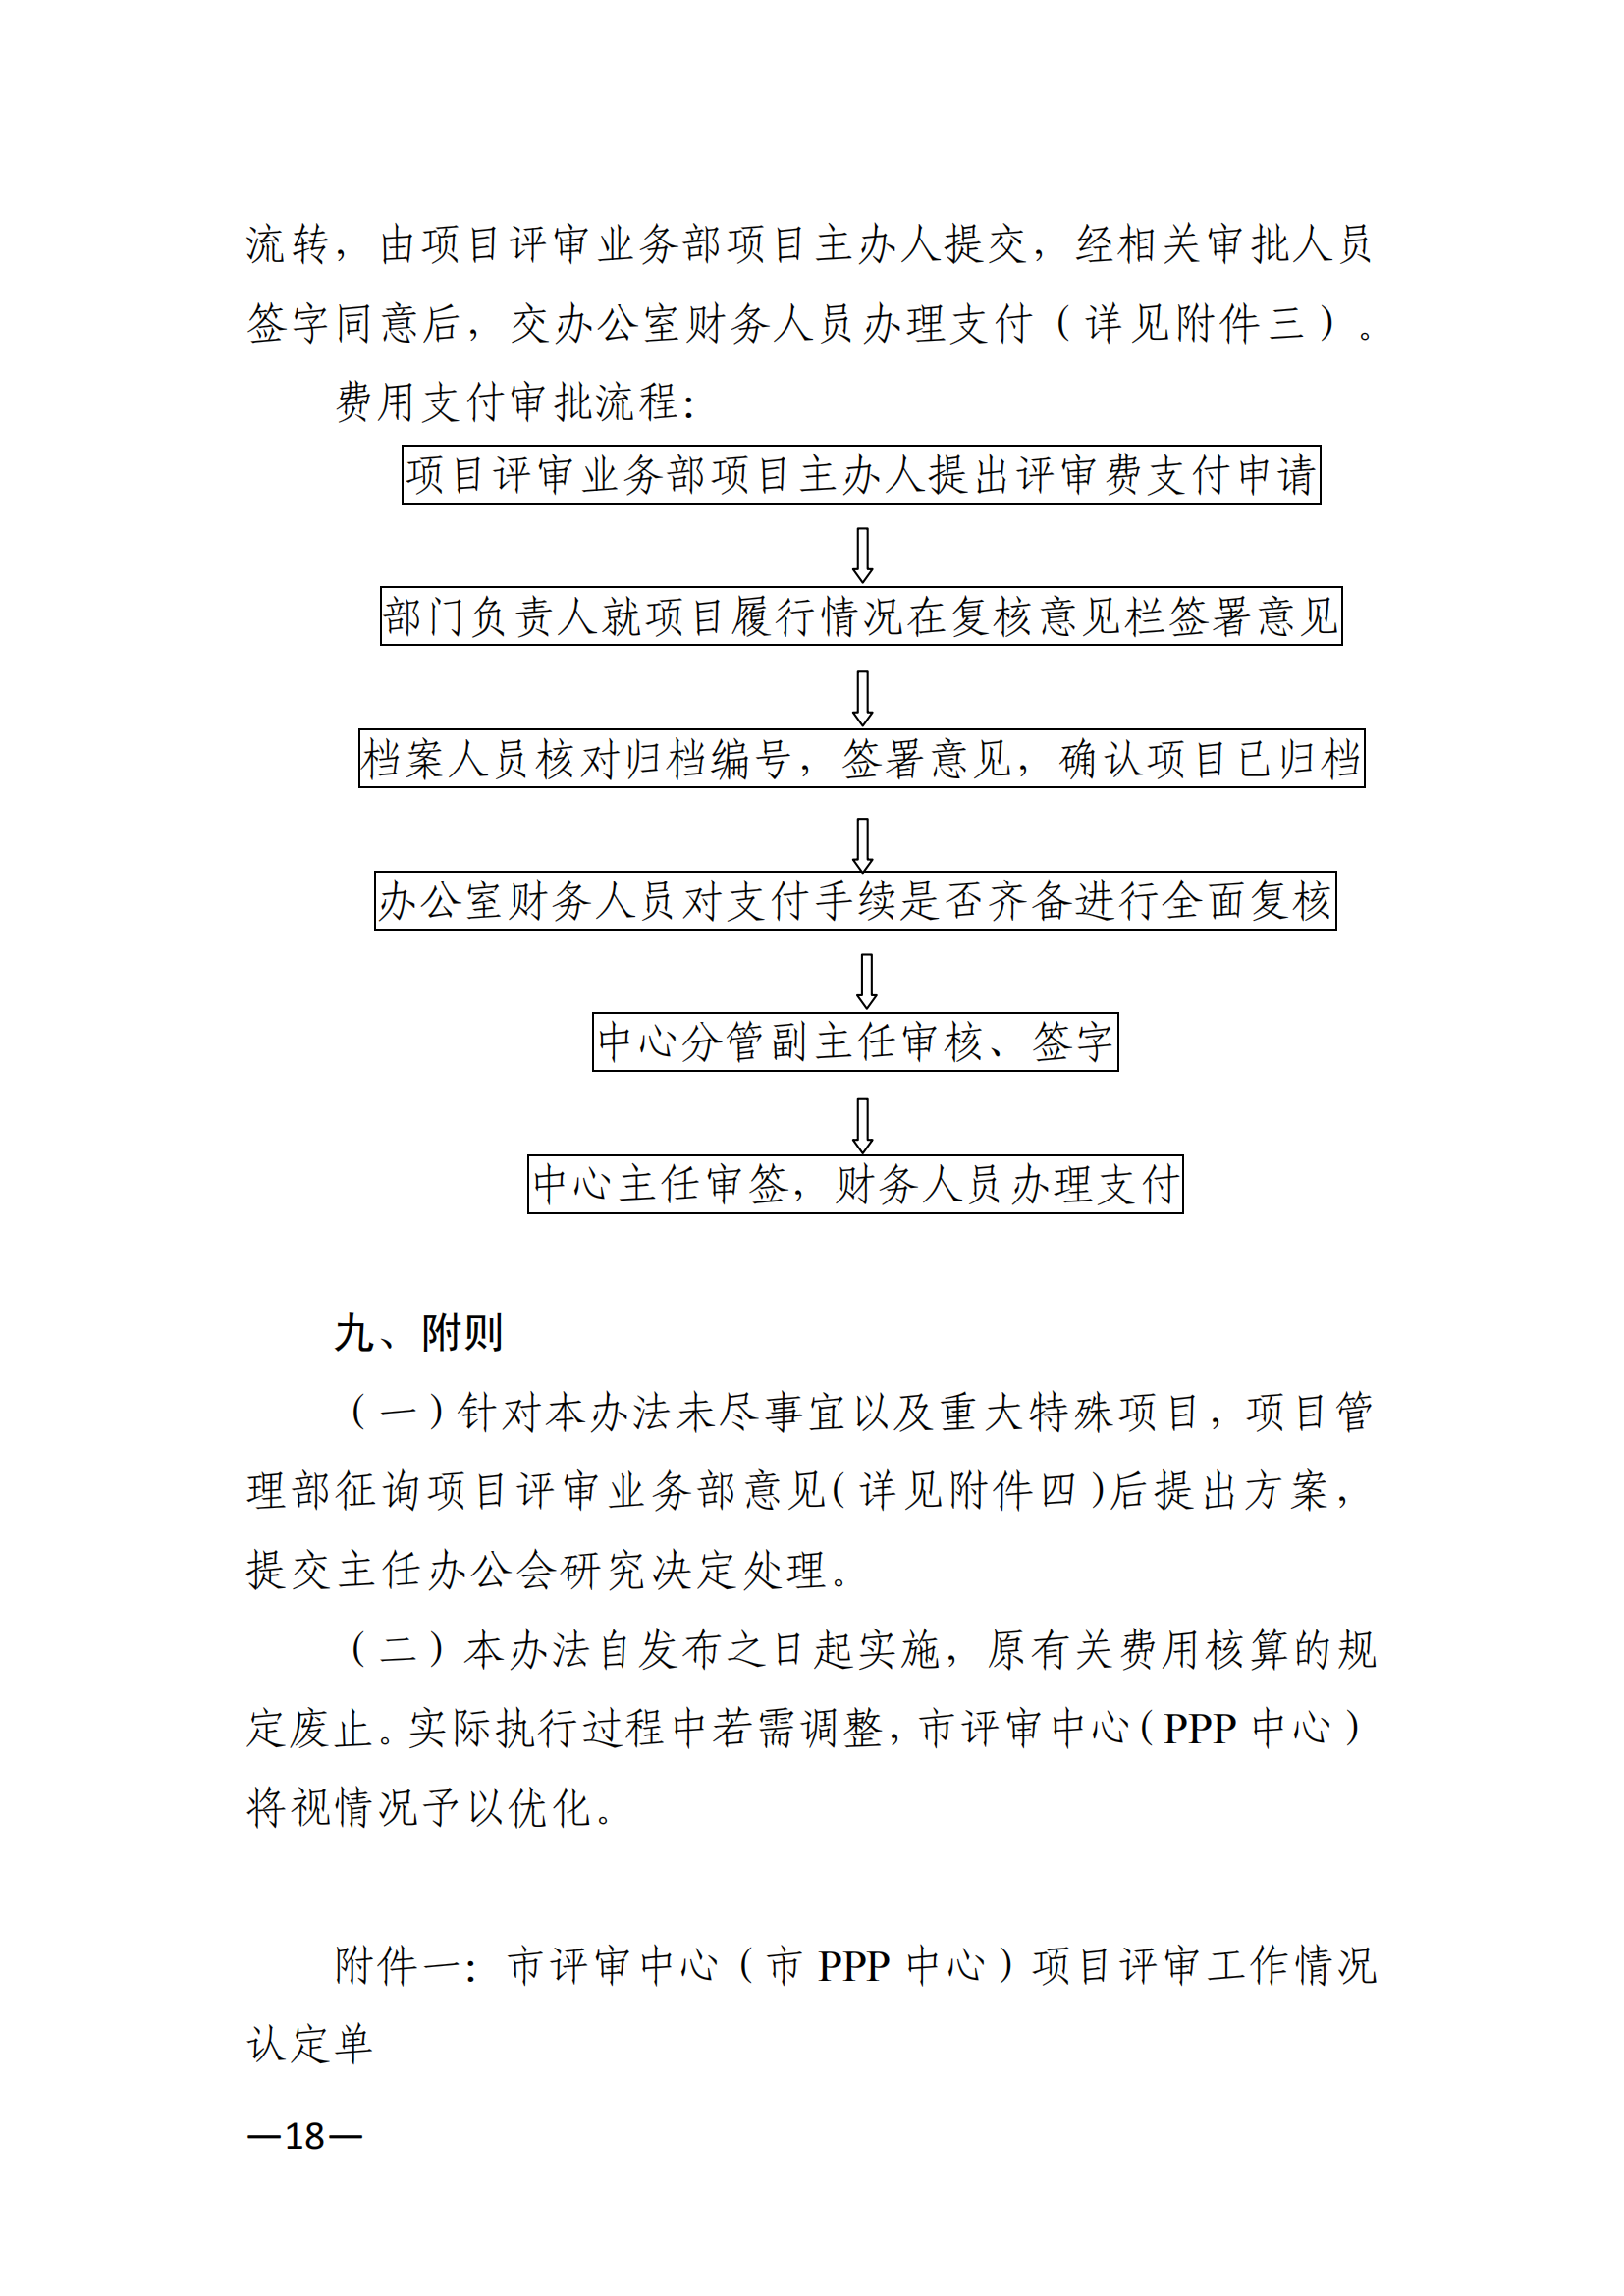 流转，由项目评审业务部项目主办人提交，经相关审批人员
签字同意后，交办公室财务人员办理支付（详见附件三）。
费用支付审批流程：
项目评审业务部项目主办人提出评审费支付申请
部门负责人就项目履行情况在复核意见栏签署意见
档案人员核对归档编号，签署意见，确认项目已归档
办公室财务人员对支付手续是否齐备进行全面复核
中心分管副主任审核、签字
中心主任审签，财务人员办理支付
九、附则
（一）针对本办法未尽事宜以及重大特殊项目，项目管
理部征询项目评审业务部意见(详见附件四)后提出方案，
提交主任办公会研究决定处理。
（二）本办法自发布之日起实施，原有关费用核算的规
定废止。实际执行过程中若需调整，市评审中心（PPP 中心）
将视情况予以优化。
附件一：市评审中心（市 PPP 中心）项目评审工作情况
认定单
—18—